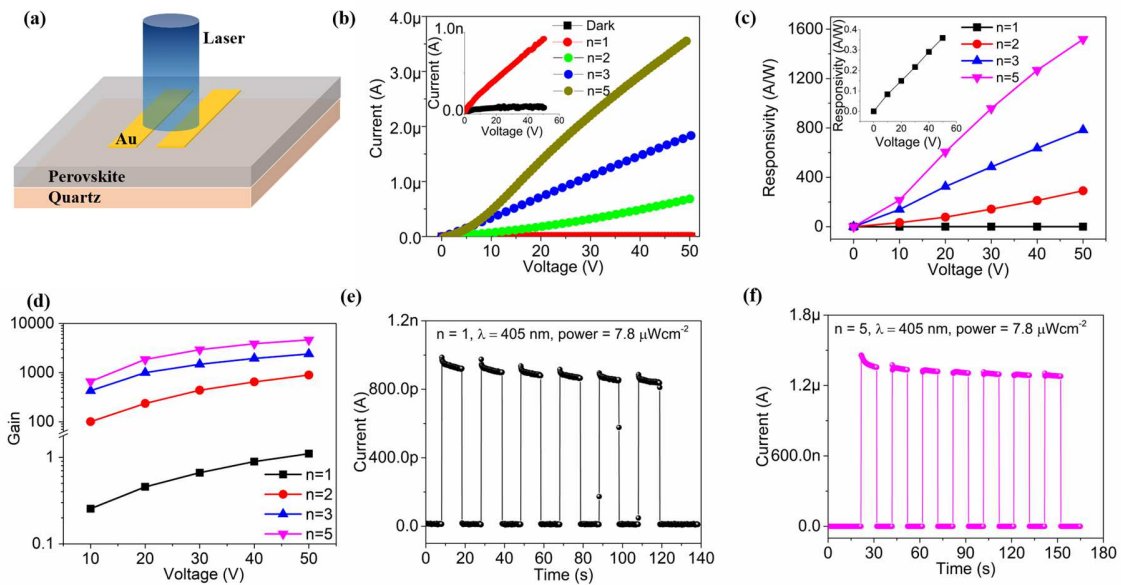 (a)
Laser
Au
Perovskite
Quartz
(b)
4.0μ
3.0μ
2.0μ
1.0μ
0.0
0 10 20 30 40 50
Current (A)
Voltage (V)
1.0n
0.0
0 20 40 60
Current (A)
Voltage (V)
Dark
n=1
n=2
n=3
n=5
(c)
1600
1200
800
400
0
0 10 20 30 40 50
Responsivity (A/W)
Voltage (V)
0.4
0.3
0.2
0.1
0.0
0 20 40 60
Responsivity (A/W)
Voltage (V)
n=1
n=2
n=3
n=5
(d)
10000
1000
100
1
0.1
10 20 30 40 50
Gain
Voltage (V)
n=1
n=2
n=3
n=5
(e)
1.2n
800.0p
400.0p
0.0
0 20 40 60 80 100 120 140
Current (A)
Time (s)
n = 1, λ = 405 nm, power = 7.8 μWcm-2
(f)
1.8μ
1.2μ
600.0n
0.0
0 30 60 90 120 150 180
Current (A)
Time (s)
n = 5, λ = 405 nm, power = 7.8 μWcm-2